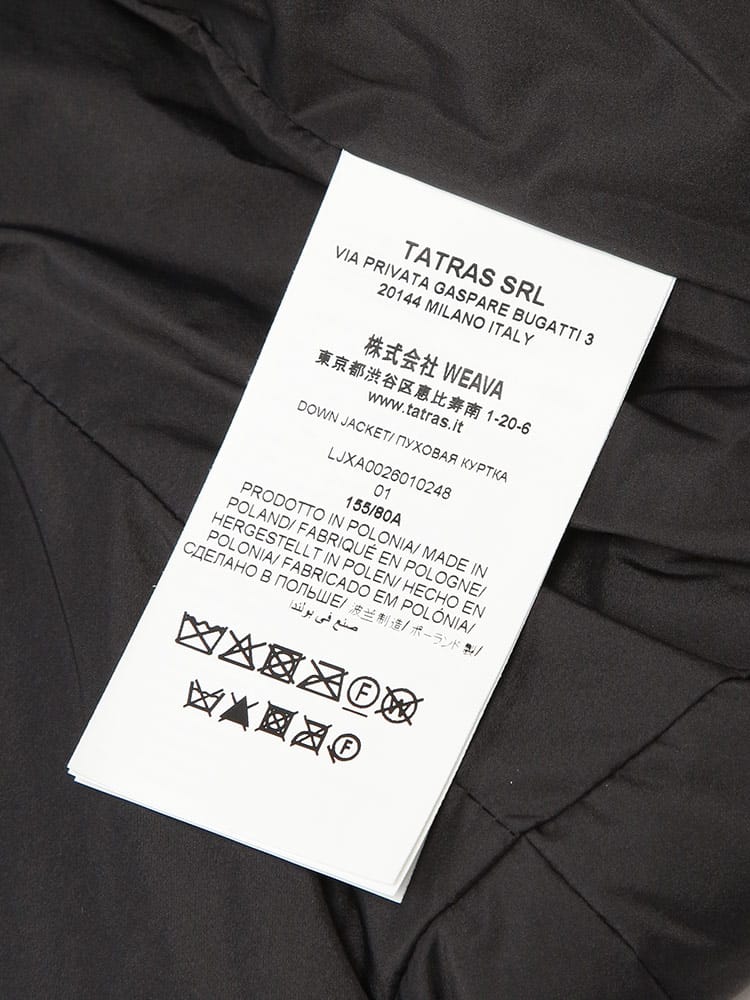 TATRAS SRL
VIA PRIVATA GASPARE BUGATTI 3
20144 MILANO ITALY
株式会社 WEAVA
東京都渋谷区恵比寿南 1-20-6
www.tatras.it
DOWN JACKET/ ПУХОВАЯ КУРТКА
LJXA0026010248
01
155/80A
PRODOTTO IN POLONIA/ MADE IN
POLAND/ FABRIQUÉ EN POLOGNE/
HERGESTELLT IN POLEN/ HECHO EN
POLONIA/ FABRICADO EM POLÓNIA/
СДЕЛАНО В ПОЛЬШЕ/ 波兰制造/ ポーランド製/
صنع في بولندا
F W
F